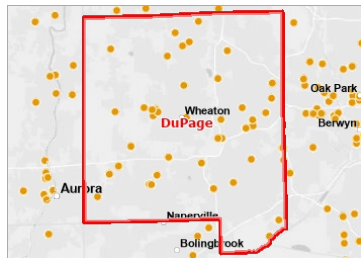 Oak Park
Wheaton
DuPage
Berwyn
Aurora
Naperville
Bolingbrook